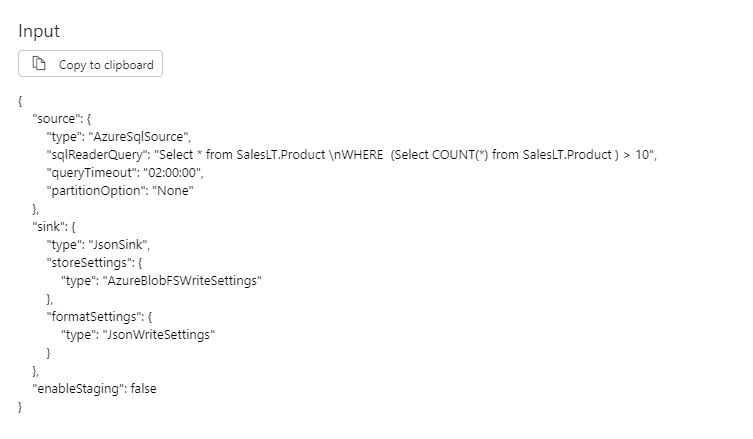 Input
Copy to clipboard
{
"source": {
"type": "AzureSqlSource",
"sqlReaderQuery": "Select * from SalesLT.Product \nWHERE  (Select COUNT(*) from SalesLT.Product ) > 10",
"queryTimeout": "02:00:00",
"partitionOption": "None"
},
"sink": {
"type": "JsonSink",
"storeSettings": {
"type": "AzureBlobFSWriteSettings"
},
"formatSettings": {
"type": "JsonWriteSettings"
}
},
"enableStaging": false
}